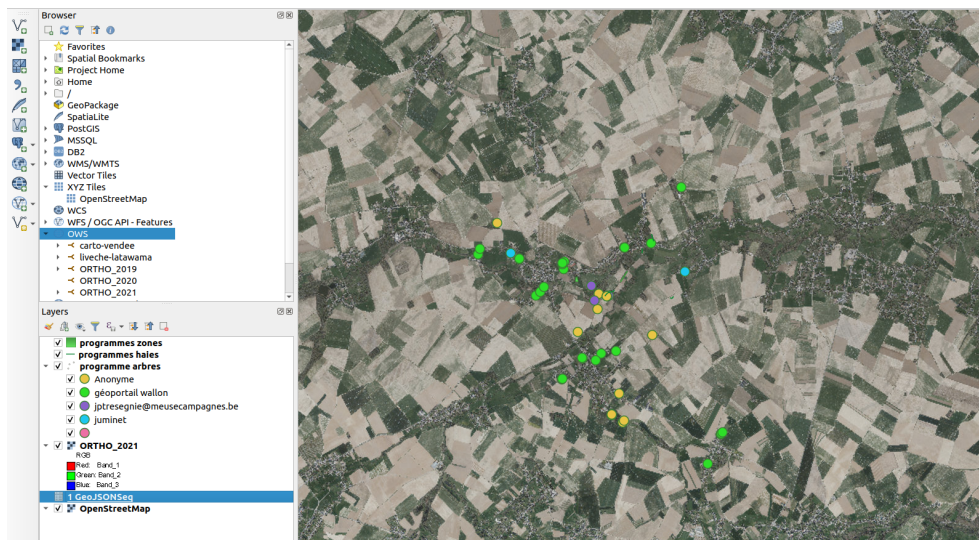 Browser
Favorites
Spatial Bookmarks
Project Home
Home
/
GeoPackage
SpatiaLite
PostGIS
MSSQL
DB2
WMS/WMTS
Vector Tiles
XYZ Tiles
OpenStreetMap
WCS
WFS / OGC API - Features
OWS
carto-vendee
liveche-latawama
ORTHO_2019
ORTHO_2020
ORTHO_2021
Layers
programmes zones
programmes haies
programme arbres
Anonyme
géoportail wallon
jptresegnie@meusecampagnes.be
juminet
ORTHO_2021
RGB
Red: Band_1
Green: Band_2
Blue: Band_3
1 GeoJSONSeq
OpenStreetMap